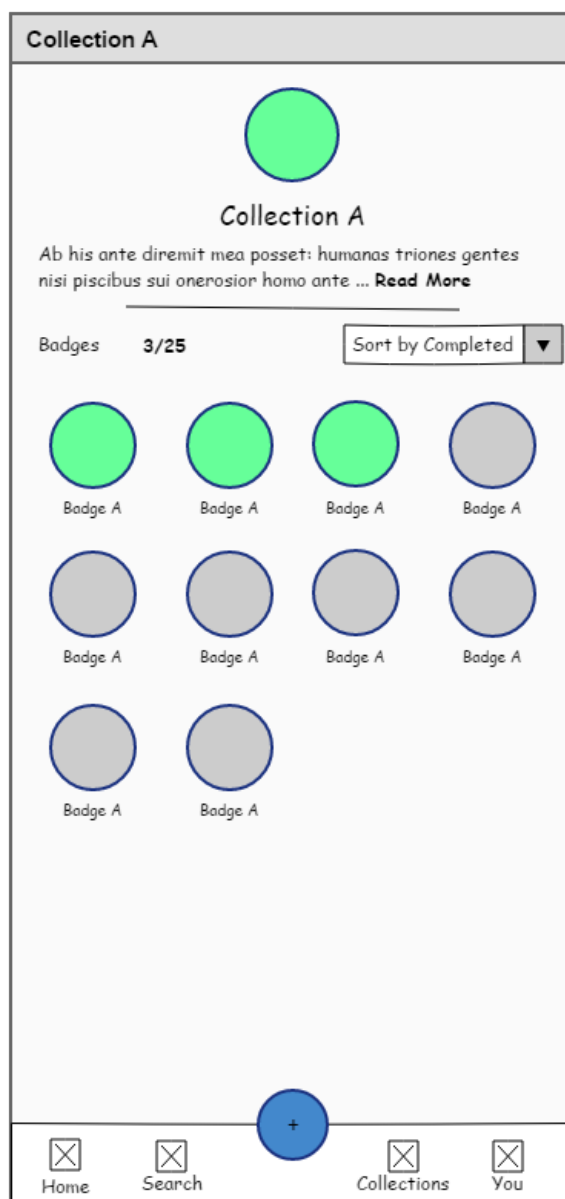 Collection A
Collection A
Ab his ante diremit mea posset: humanas triones gentes
nisi piscibus sui onerosior homo ante ... Read More
Badges 3/25 Sort by Completed ▼
Badge A Badge A Badge A Badge A
Badge A Badge A Badge A Badge A
Badge A Badge A
+
Home Search Collections You